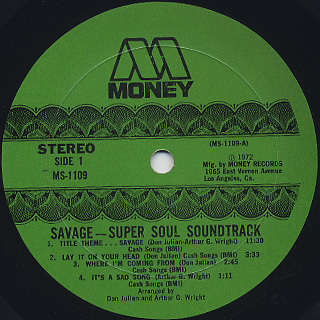 MONEY
STEREO
SIDE 1
MS-1109
(MS-1109-A)
Ⓟ 1972
Mfg. by MONEY RECORDS
1065 East Vernon Avenue
Los Angeles, Ca.
SAVAGE — SUPER SOUL SOUNDTRACK
1. TITLE THEME . . . SAVAGE (Don Julian-Arthur G. Wright) 11:30
Cash Songs (BMI)
2. LAY IT ON YOUR HEAD (Don Julian) Cash Songs (BMI) 3:33
3. WHERE I'M COMING FROM (Don Julian) 2:45
Cash Songs (BMI)
4. IT'S A SAD SONG (Arthur G. Wright) 1:11
Cash Songs (BMI)
Arranged by
Don Julian and Arthur G. Wright